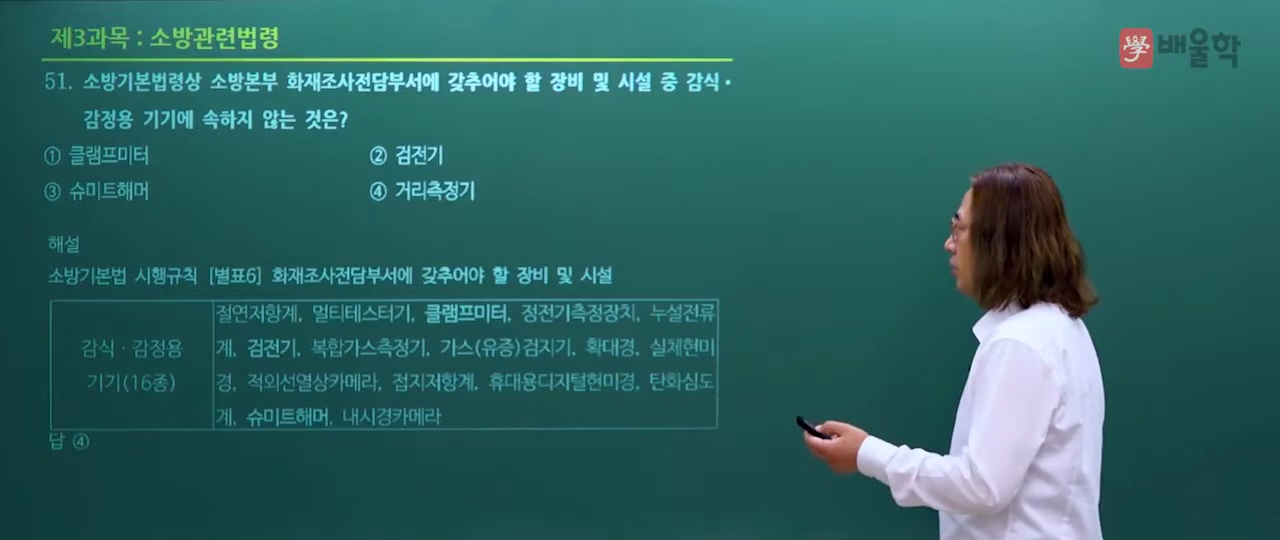 제3과목 : 소방관련법령
學 배울학
51. 소방기본법령상 소방본부 화재조사전담부서에 갖추어야 할 장비 및 시설 중 감식·
감정용 기기에 속하지 않는 것은?
① 클램프미터 ② 검전기
③ 슈미트해머 ④ 거리측정기
해설
소방기본법 시행규칙 [별표6] 화재조사전담부서에 갖추어야 할 장비 및 시설
감식·감정용
기기(16종)
절연저항계, 멀티테스터기, 클램프미터, 정전기측정장치, 누설전류
계, 검전기, 복합가스측정기, 가스(유증)검지기, 확대경, 실체현미
경, 적외선열상카메라, 접지저항계, 휴대용디지털현미경, 탄화심도
계, 슈미트해머, 내시경카메라
답 ④